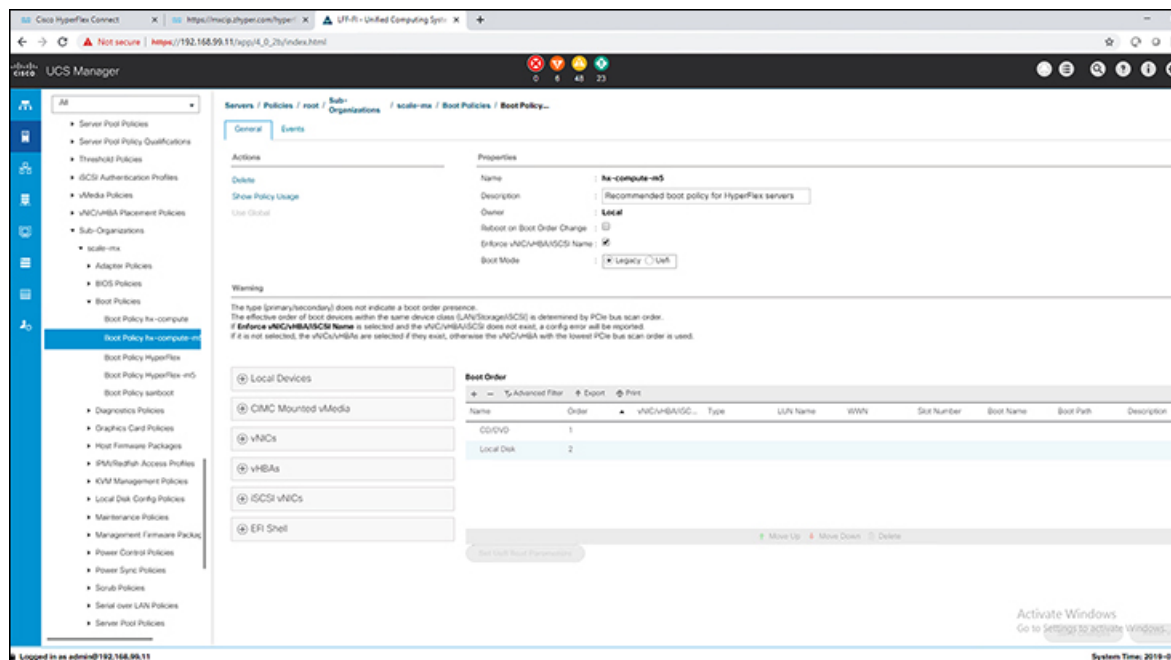 Cisco HyperFlex Connect
https://mxcip.zhyper.com/hyperf
UFF-FI - Unified Computing Syste
Not secure | https://192.168.99.11/app/4_0_2b/index.html
CISCO UCS Manager
0 6 48 23
All
Server Pool Policies
Server Pool Policy Qualifications
Threshold Policies
iSCSI Authentication Profiles
vMedia Policies
vNIC/vHBA Placement Policies
Sub-Organizations
scale-mx
Adapter Policies
BIOS Policies
Boot Policies
Boot Policy hx-compute
Boot Policy hx-compute-m5
Boot Policy HyperFlex
Boot Policy HyperFlex-m5
Boot Policy sanboot
Diagnostics Policies
Graphics Card Policies
Host Firmware Packages
IPMI/Redfish Access Profiles
KVM Management Policies
Local Disk Config Policies
Maintenance Policies
Management Firmware Packag
Power Control Policies
Power Sync Policies
Scrub Policies
Serial over LAN Policies
Server Pool Policies
Servers / Policies / root / Sub-Organizations / scale-mx / Boot Policies / Boot Policy...
General Events
Actions
Delete
Show Policy Usage
Use Global
Properties
Name : hx-compute-m5
Description : Recommended boot policy for HyperFlex servers
Owner : Local
Reboot on Boot Order Change :
Enforce vNIC/vHBA/iSCSI Name :
Boot Mode : Legacy Uefi
Warning
The type (primary/secondary) does not indicate a boot order presence.
The effective order of boot devices within the same device class (LAN/Storage/iSCSI) is determined by PCIe bus scan order.
If Enforce vNIC/vHBA/iSCSI Name is selected and the vNIC/vHBA/iSCSI does not exist, a config error will be reported.
If it is not selected, the vNICs/vHBAs are selected if they exist, otherwise the vNIC/vHBA with the lowest PCIe bus scan order is used.
Local Devices
CIMC Mounted vMedia
vNICs
vHBAs
iSCSI vNICs
EFI Shell
Boot Order
+ − Advanced Filter Export Print
Name Order vNIC/vHBA/iSC... Type LUN Name WWN Slot Number Boot Name Boot Path Description
CD/DVD 1
Local Disk 2
Move Up Move Down Delete
Set Uefi Boot Parameters
Activate Windows
Go to Settings to activate Windows.
Logged in as admin@192.168.99.11
System Time: 2019-0